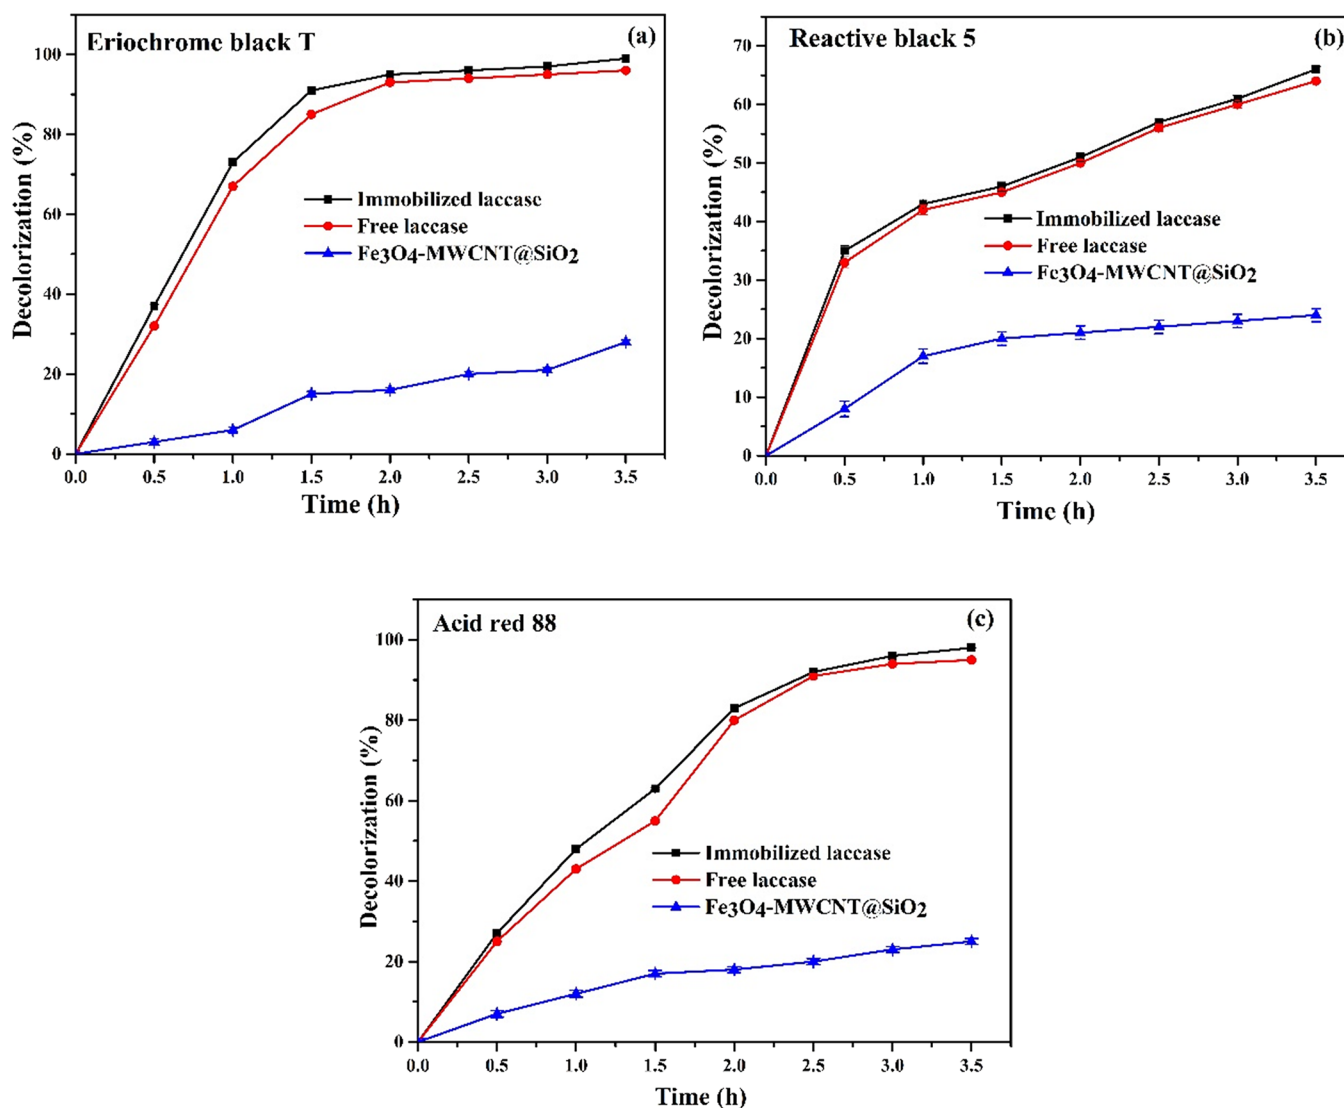 Eriochrome black T
(a)
100
80
60
40
20
0
Decolorization (%)
Immobilized laccase
Free laccase
Fe3O4-MWCNT@SiO2
0.0 0.5 1.0 1.5 2.0 2.5 3.0 3.5
Time (h)
Reactive black 5
(b)
70
60
50
40
30
20
10
0
Decolorization (%)
Immobilized laccase
Free laccase
Fe3O4-MWCNT@SiO2
0.0 0.5 1.0 1.5 2.0 2.5 3.0 3.5
Time (h)
Acid red 88
(c)
100
80
60
40
20
0
Decolorization (%)
Immobilized laccase
Free laccase
Fe3O4-MWCNT@SiO2
0.0 0.5 1.0 1.5 2.0 2.5 3.0 3.5
Time (h)